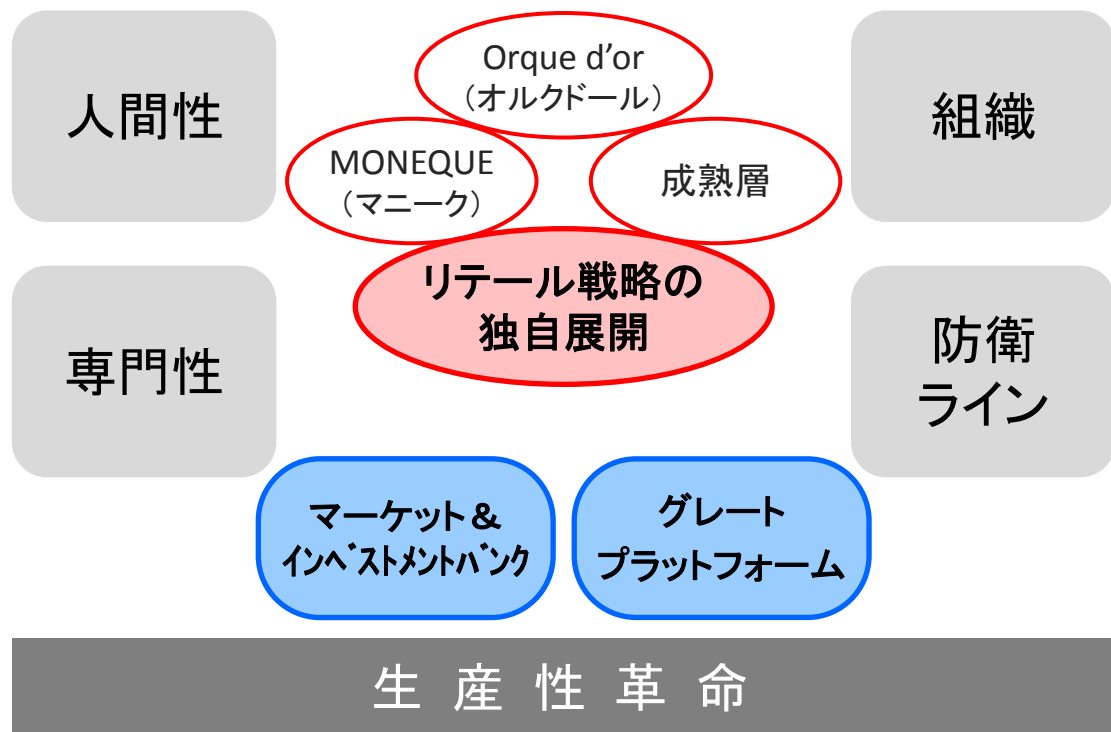 人間性
Orque d’or
（オルクドール）
組織
MONEQUE
（マニーク）
成熟層
リテール戦略の
独自展開
専門性
防衛
ライン
マーケット＆
ｲﾝﾍﾞｽﾄﾒﾝﾄﾊﾞﾝｸ
グレート
プラットフォーム
生産性革命